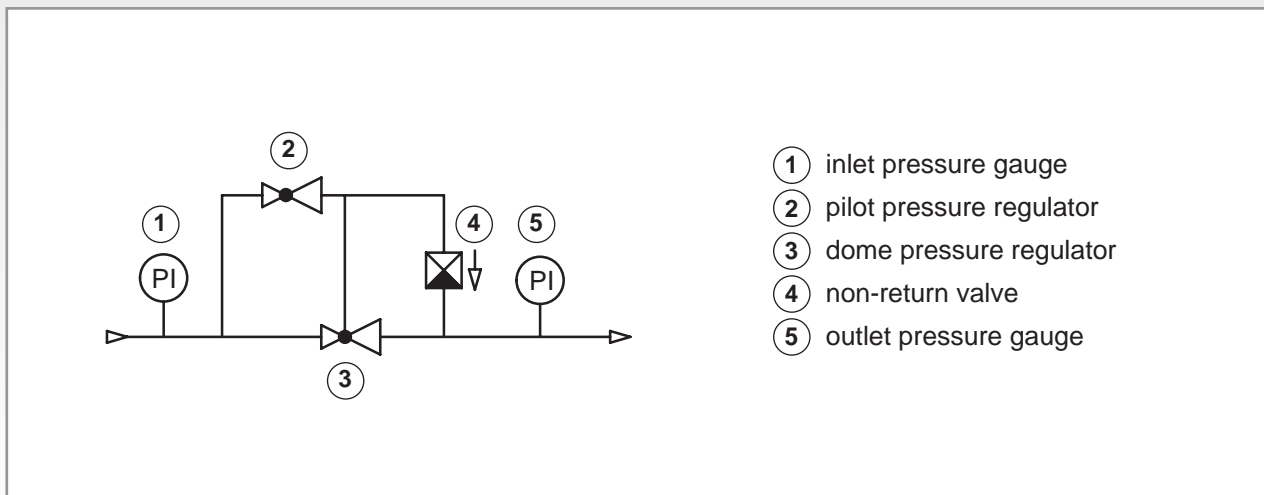 2
1
4
5
PI
PI
3
1 inlet pressure gauge
2 pilot pressure regulator
3 dome pressure regulator
4 non-return valve
5 outlet pressure gauge